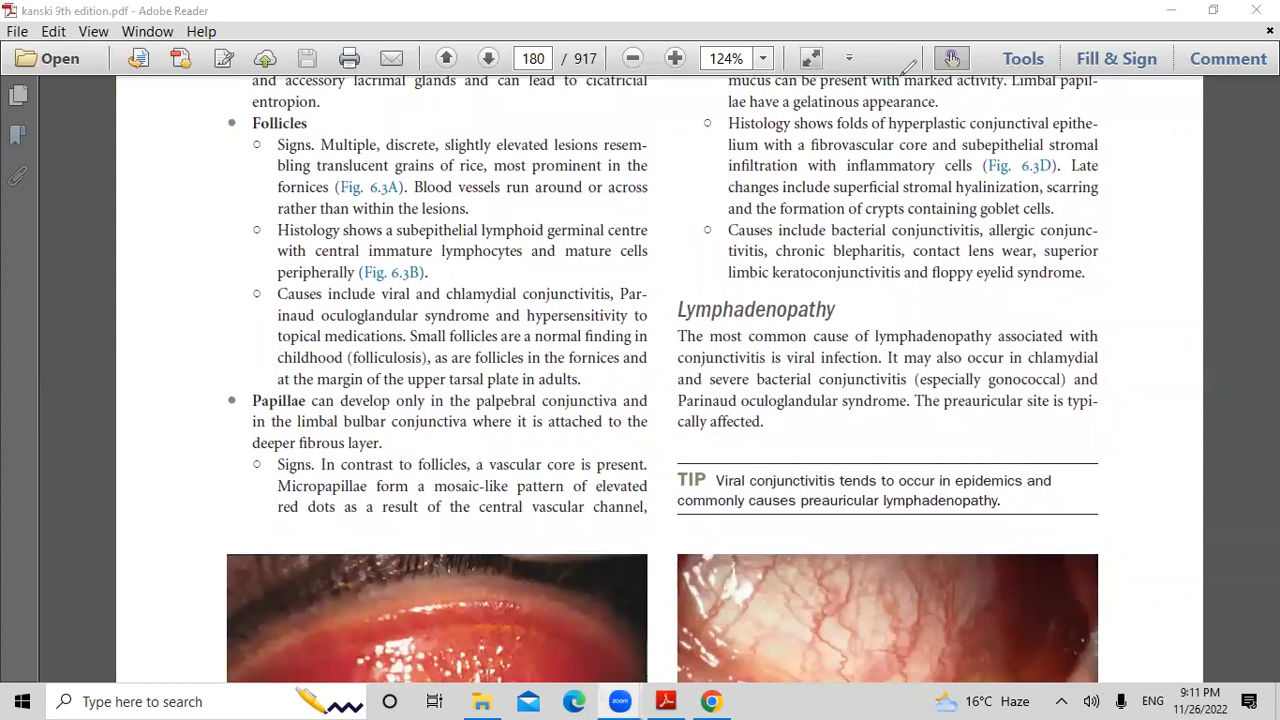 kanski 9th edition.pdf - Adobe Reader
File Edit View Window Help
Open
180 / 917
124%
Tools
Fill & Sign
Comment
and accessory lacrimal glands and can lead to cicatricial
entropion.
Follicles
Signs. Multiple, discrete, slightly elevated lesions resem-
bling translucent grains of rice, most prominent in the
fornices (Fig. 6.3A). Blood vessels run around or across
rather than within the lesions.
Histology shows a subepithelial lymphoid germinal centre
with central immature lymphocytes and mature cells
peripherally (Fig. 6.3B).
Causes include viral and chlamydial conjunctivitis, Par-
inaud oculoglandular syndrome and hypersensitivity to
topical medications. Small follicles are a normal finding in
childhood (folliculosis), as are follicles in the fornices and
at the margin of the upper tarsal plate in adults.
Papillae can develop only in the palpebral conjunctiva and
in the limbal bulbar conjunctiva where it is attached to the
deeper fibrous layer.
Signs. In contrast to follicles, a vascular core is present.
Micropapillae form a mosaic-like pattern of elevated
red dots as a result of the central vascular channel,
mucus can be present with marked activity. Limbal papil-
lae have a gelatinous appearance.
Histology shows folds of hyperplastic conjunctival epithe-
lium with a fibrovascular core and subepithelial stromal
infiltration with inflammatory cells (Fig. 6.3D). Late
changes include superficial stromal hyalinization, scarring
and the formation of crypts containing goblet cells.
Causes include bacterial conjunctivitis, allergic conjunc-
tivitis, chronic blepharitis, contact lens wear, superior
limbic keratoconjunctivitis and floppy eyelid syndrome.
Lymphadenopathy
The most common cause of lymphadenopathy associated with
conjunctivitis is viral infection. It may also occur in chlamydial
and severe bacterial conjunctivitis (especially gonococcal) and
Parinaud oculoglandular syndrome. The preauricular site is typi-
cally affected.
TIP Viral conjunctivitis tends to occur in epidemics and
commonly causes preauricular lymphadenopathy.
Type here to search
zoom
16°C Haze
ENG
9:11 PM
11/26/2022